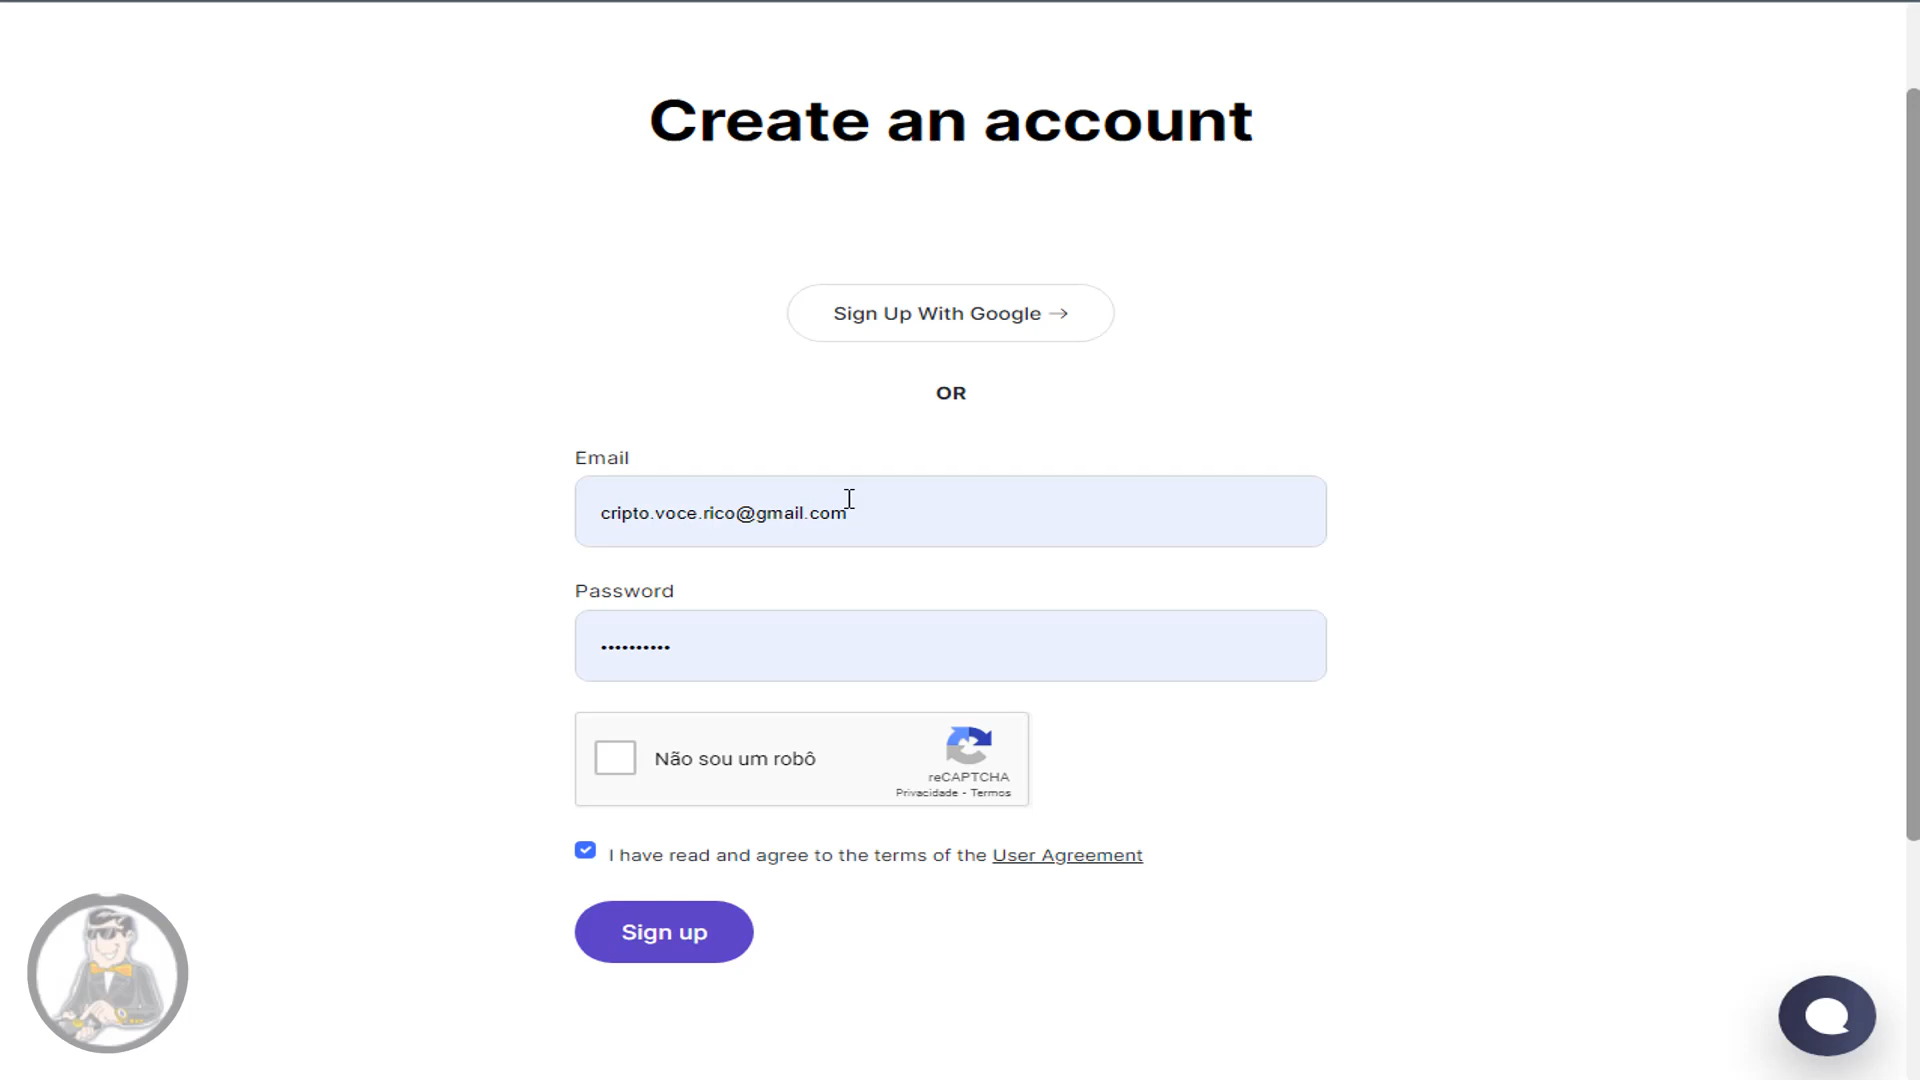 Create an account
Sign Up With Google →
OR
Email
cripto.voce.rico@gmail.com
Password
••••••••••
Não sou um robô
reCAPTCHA
Privacidade - Termos
I have read and agree to the terms of the User Agreement
Sign up